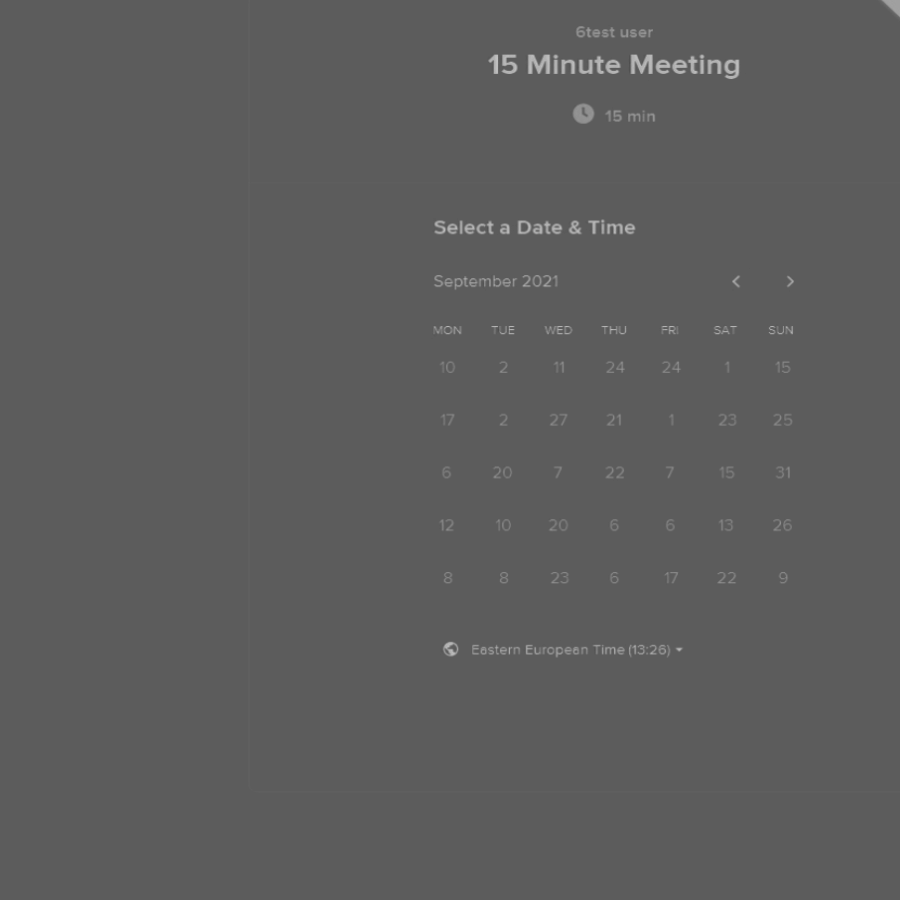 6test user
15 Minute Meeting
15 min
Select a Date & Time
September 2021
MON TUE WED THU FRI SAT SUN
10 2 11 24 24 1 15
17 2 27 21 1 23 25
6 20 7 22 7 15 31
12 10 20 6 6 13 26
8 8 23 6 17 22 9
Eastern European Time (13:26)